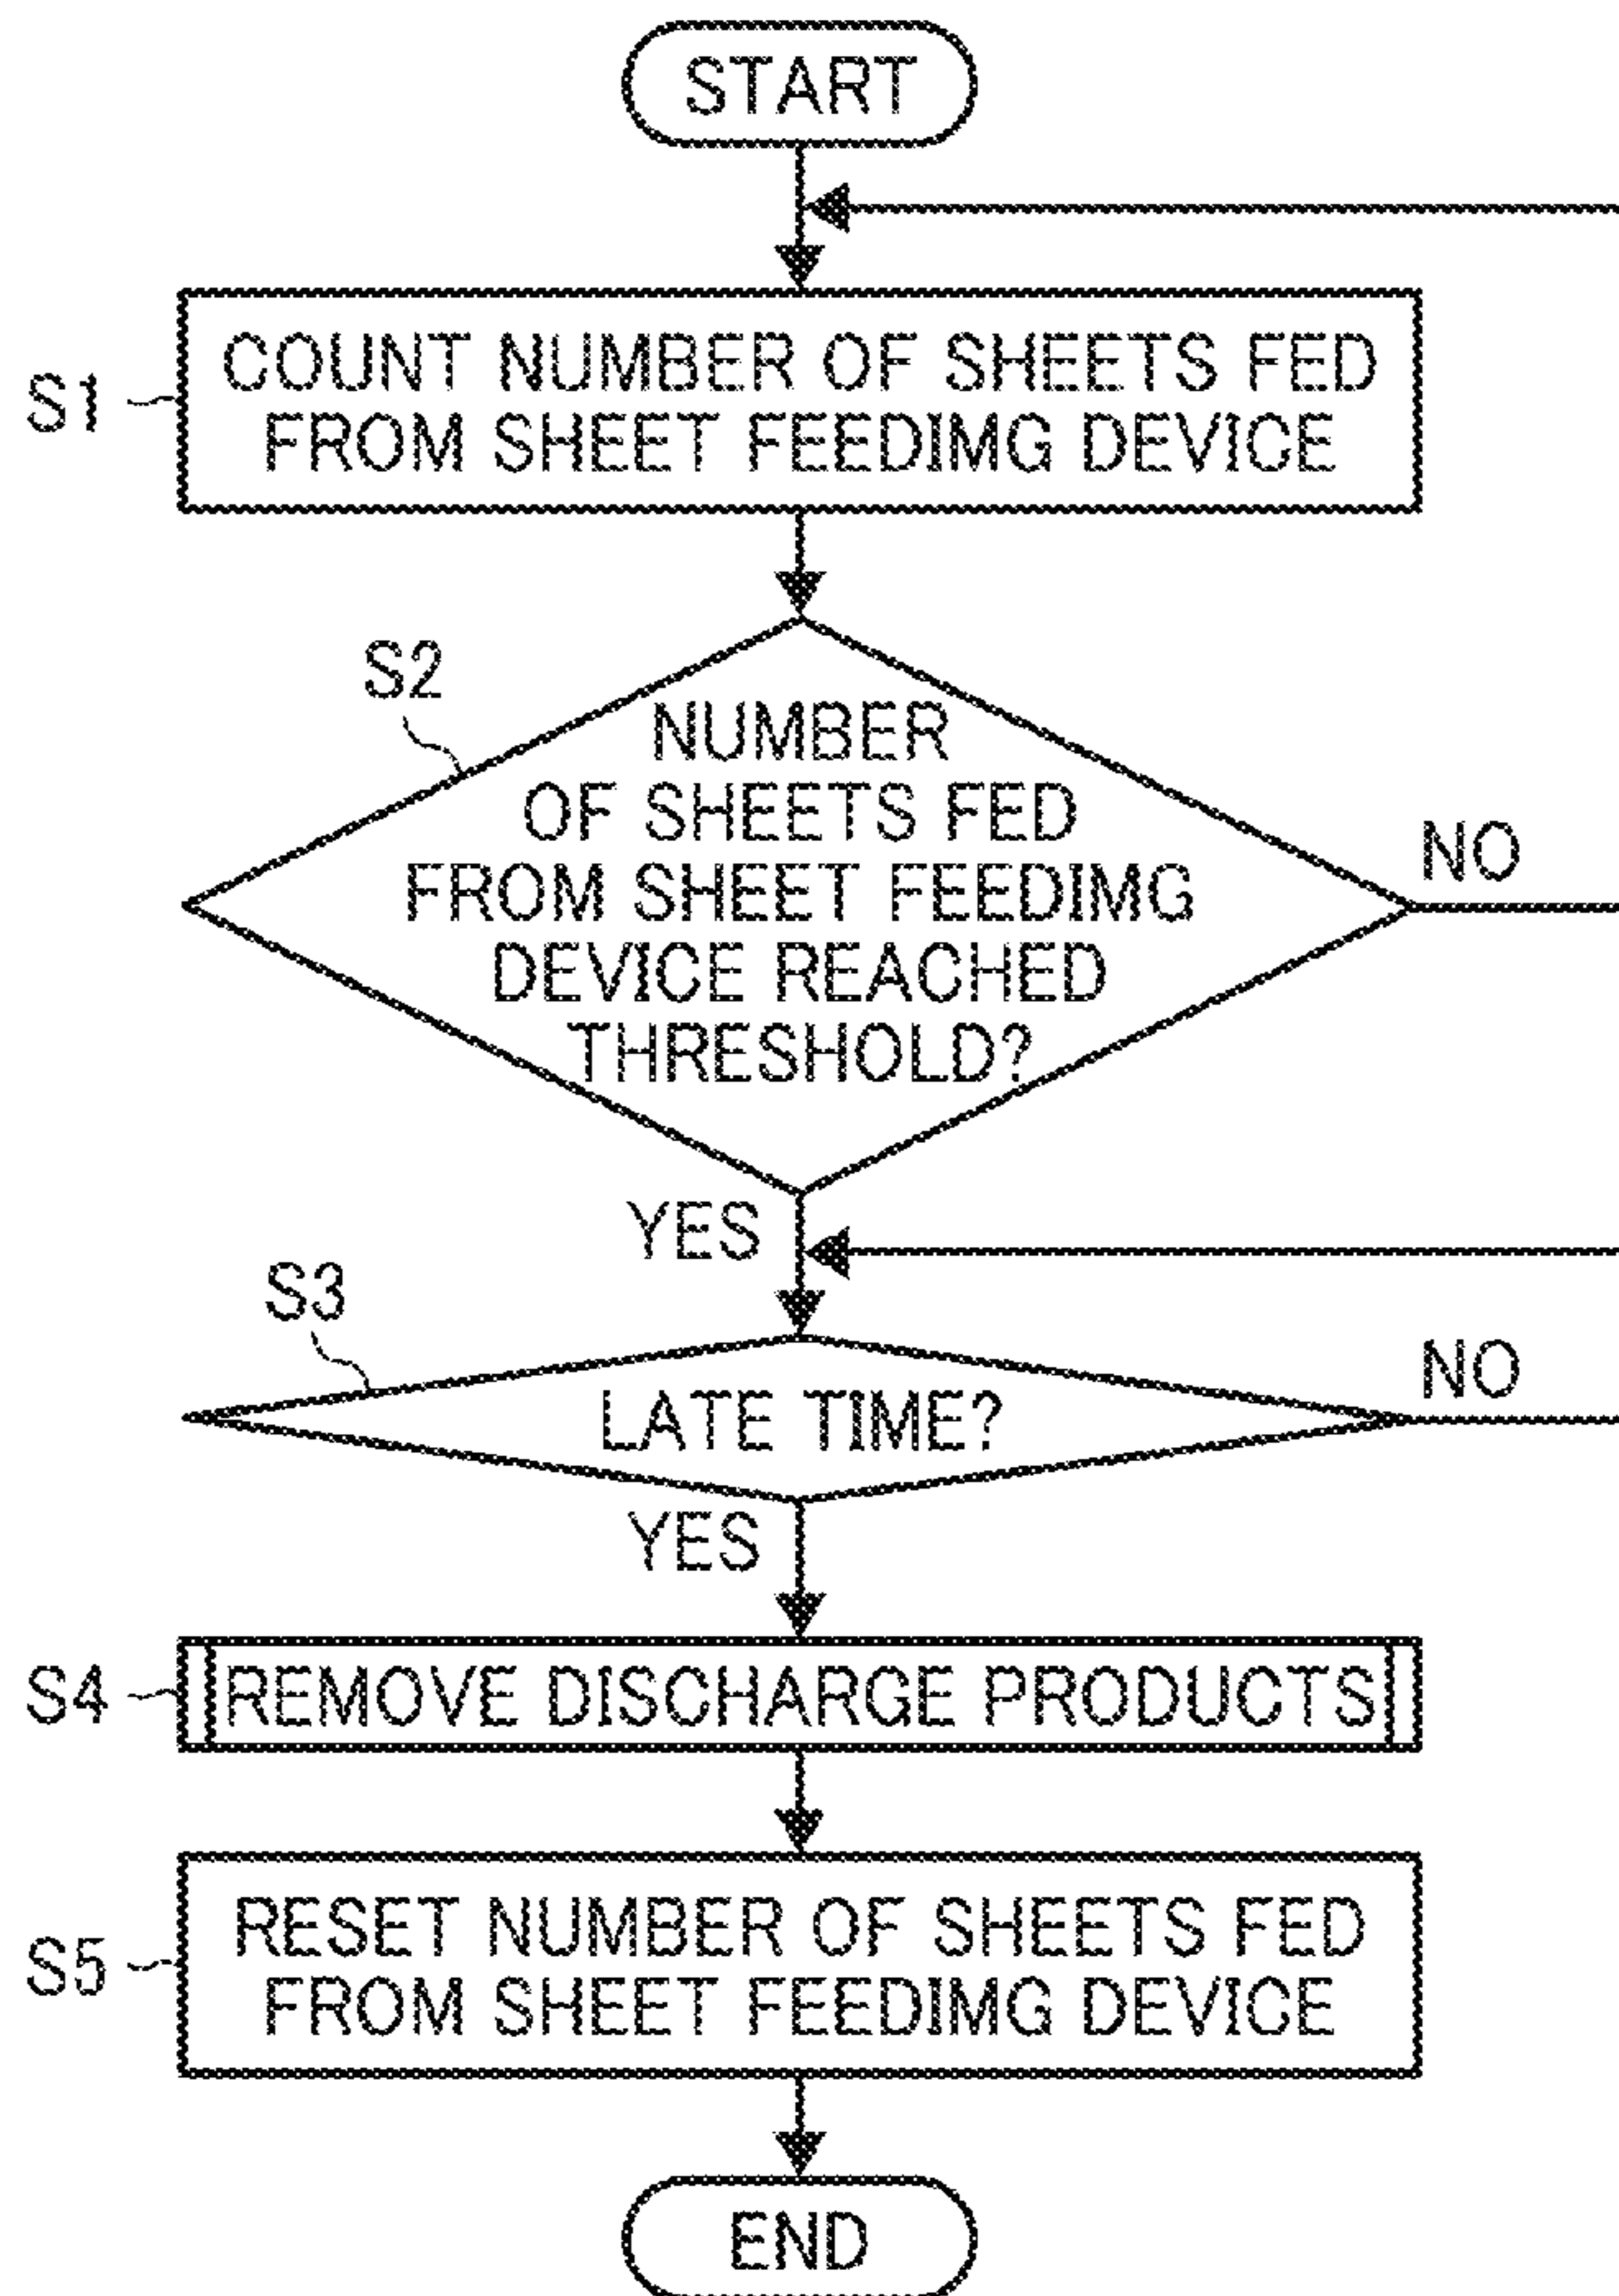 START
S1
COUNT NUMBER OF SHEETS FED
FROM SHEET FEEDIMG DEVICE
S2
NUMBER
OF SHEETS FED
FROM SHEET FEEDIMG
DEVICE REACHED
THRESHOLD?
NO
YES
S3
LATE TIME?
NO
YES
S4
REMOVE DISCHARGE PRODUCTS
S5
RESET NUMBER OF SHEETS FED
FROM SHEET FEEDIMG DEVICE
END